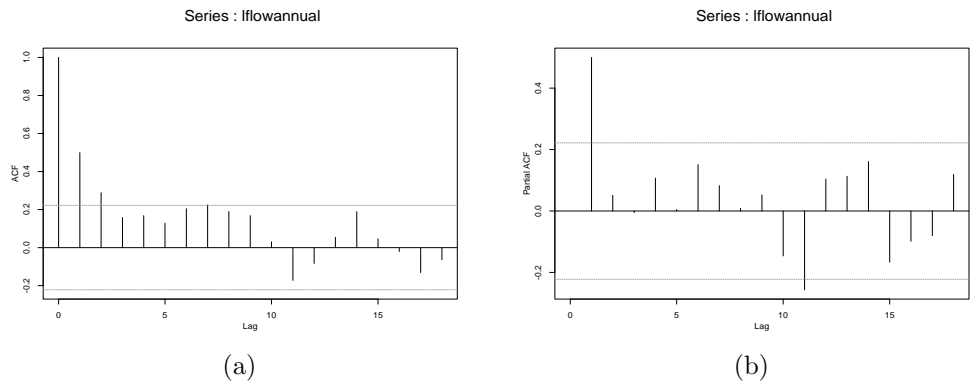 Series : lflowannual
ACF
-0.2 0.0 0.2 0.4 0.6 0.8 1.0
0 5 10 15
Lag
(a)
Series : lflowannual
Partial ACF
-0.2 0.0 0.2 0.4
0 5 10 15
Lag
(b)